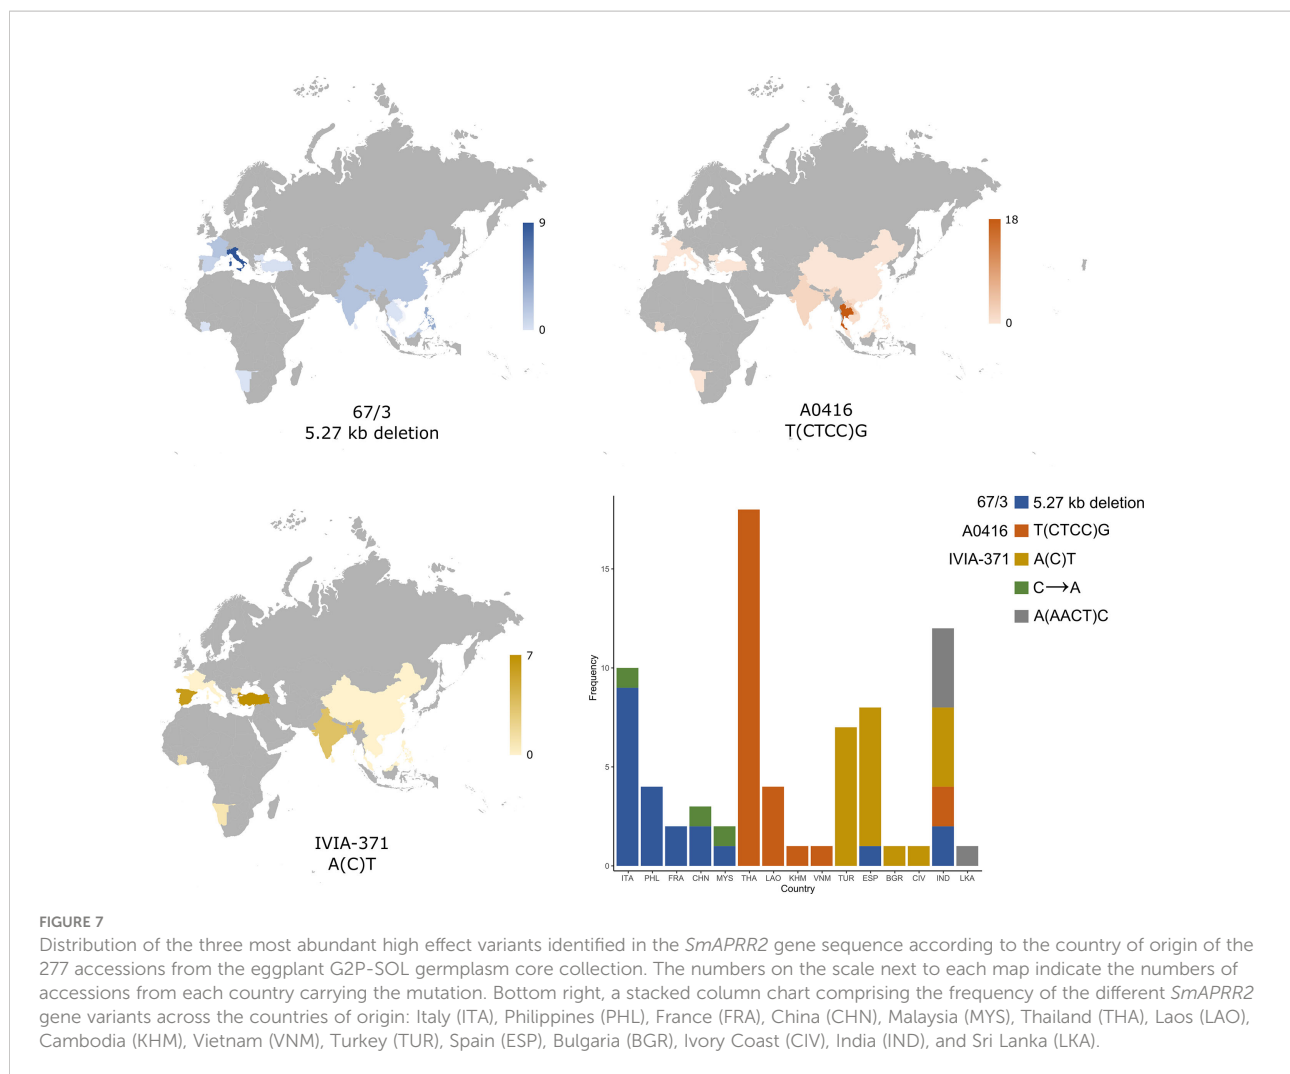 9
0
67/3
5.27 kb deletion
18
0
A0416
T(CTCC)G
7
0
IVIA-371
A(C)T
67/3 5.27 kb deletion
A0416 T(CTCC)G
IVIA-371 A(C)T
C→A
A(AACT)C
Frequency
15
10
5
0
ITA PHL FRA CHN MYS THA LAO KHM VNM TUR ESP BGR CIV IND LKA
Country
FIGURE 7
Distribution of the three most abundant high effect variants identified in the SmAPRR2 gene sequence according to the country of origin of the
277 accessions from the eggplant G2P-SOL germplasm core collection. The numbers on the scale next to each map indicate the numbers of
accessions from each country carrying the mutation. Bottom right, a stacked column chart comprising the frequency of the different SmAPRR2
gene variants across the countries of origin: Italy (ITA), Philippines (PHL), France (FRA), China (CHN), Malaysia (MYS), Thailand (THA), Laos (LAO),
Cambodia (KHM), Vietnam (VNM), Turkey (TUR), Spain (ESP), Bulgaria (BGR), Ivory Coast (CIV), India (IND), and Sri Lanka (LKA).